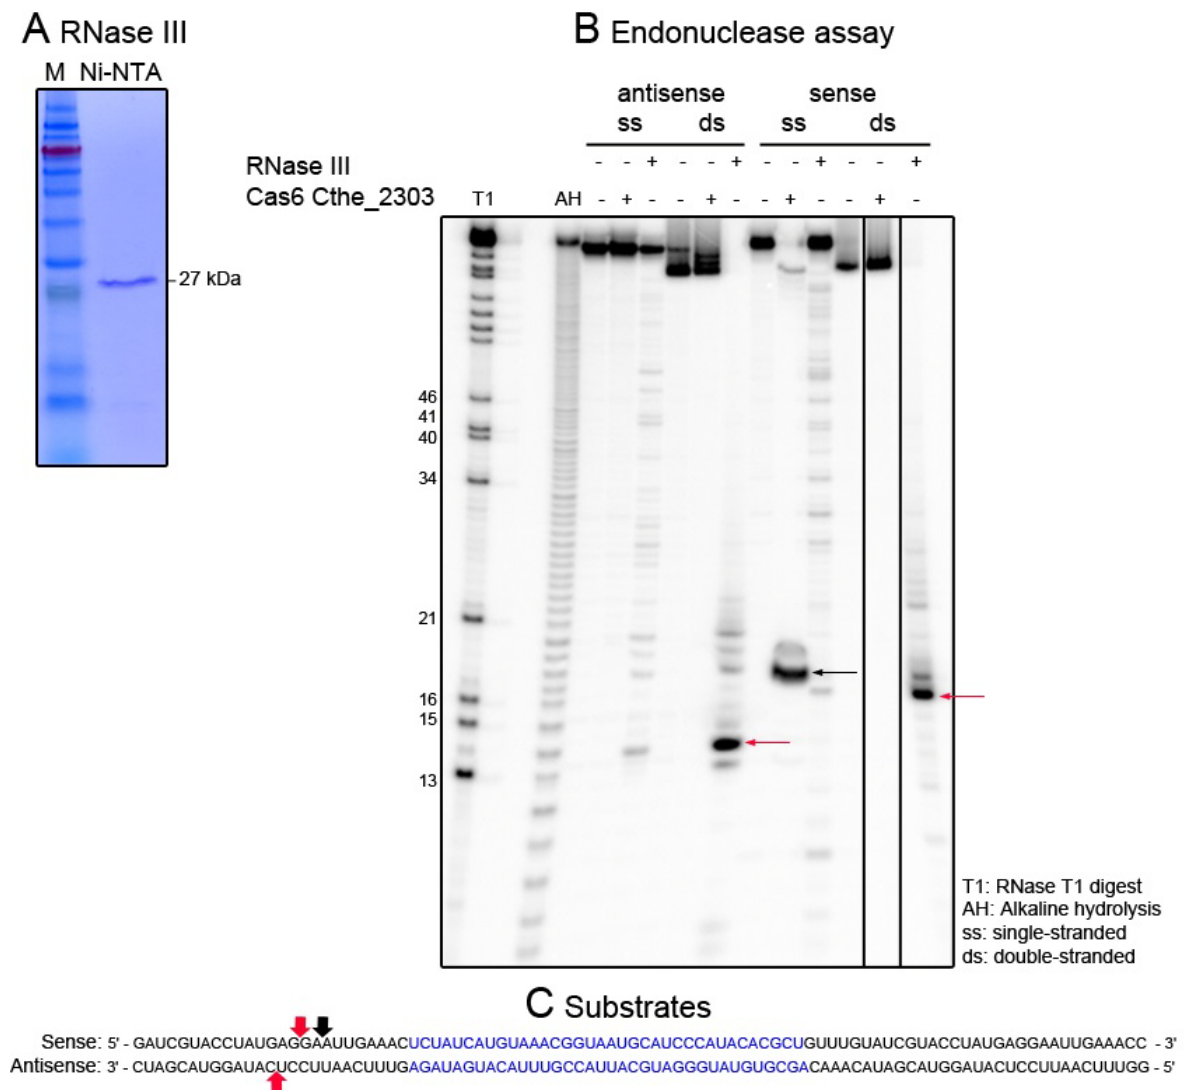 A RNase III
M Ni-NTA
27 kDa
B Endonuclease assay
antisense sense
ss ds ss ds
RNase III - - + - - + - - + - - +
Cas6 Cthe_2303 T1 AH - + - - + - - + - - + -
46
41
40
34
21
16
15
13
T1: RNase T1 digest
AH: Alkaline hydrolysis
ss: single-stranded
ds: double-stranded
C Substrates
Sense: 5' - GAUCGUACCUAUGAGGAAUUGAAACUCUAUCAUGUAAACGGUAAUGCAUCCCAUACACGCUGUUUGUAUCGUACCUAUGAGGAAUUGAAACC - 3'
Antisense: 3' - CUAGCAUGGAUACUCCUUAACUUUGAGAUAGUACAUUUGCCAUUACGUAGGGUAUGUGCGACAAACAUAGCAUGGAUACUCCUUAACUUUGG - 5'